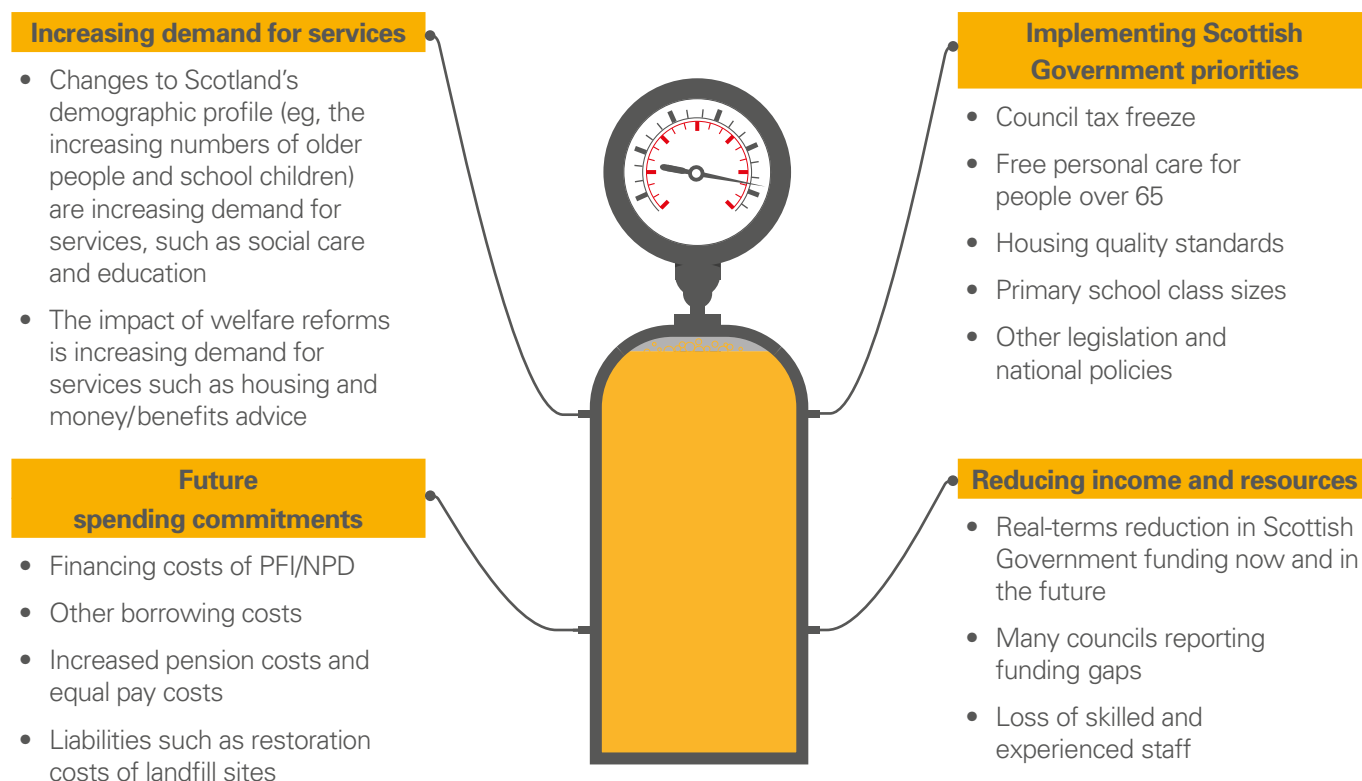 Increasing demand for services
• Changes to Scotland’s
demographic profile (eg, the
increasing numbers of older
people and school children)
are increasing demand for
services, such as social care
and education
• The impact of welfare reforms
is increasing demand for
services such as housing and
money/benefits advice
Future
spending commitments
• Financing costs of PFI/NPD
• Other borrowing costs
• Increased pension costs and
equal pay costs
• Liabilities such as restoration
costs of landfill sites
Implementing Scottish
Government priorities
• Council tax freeze
• Free personal care for
people over 65
• Housing quality standards
• Primary school class sizes
• Other legislation and
national policies
Reducing income and resources
• Real-terms reduction in Scottish
Government funding now and in
the future
• Many councils reporting
funding gaps
• Loss of skilled and
experienced staff